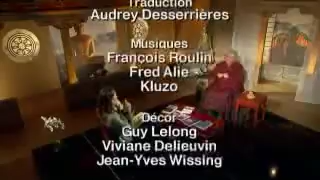 Traduction
Audrey Desserrières
Musiques
François Roulin
Fred Alie
Kluzo
Décor
Guy Lelong
Viviane Delieuvin
Jean-Yves Wissing